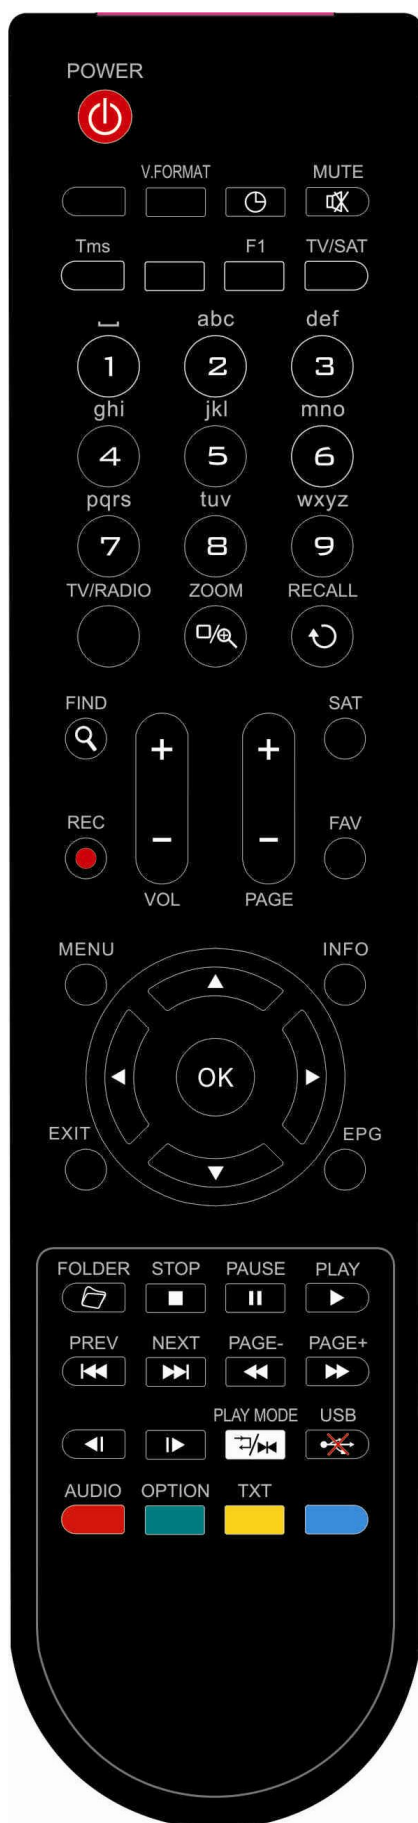 POWER
V.FORMAT MUTE
Tms F1 TV/SAT
abc def
1 2 3
ghi jkl mno
4 5 6
pqrs tuv wxyz
7 8 9
TV/RADIO ZOOM RECALL
FIND SAT
+ +
REC FAV
- -
VOL PAGE
MENU INFO
OK
EXIT EPG
FOLDER STOP PAUSE PLAY
PREV NEXT PAGE- PAGE+
PLAY MODE USB
AUDIO OPTION TXT